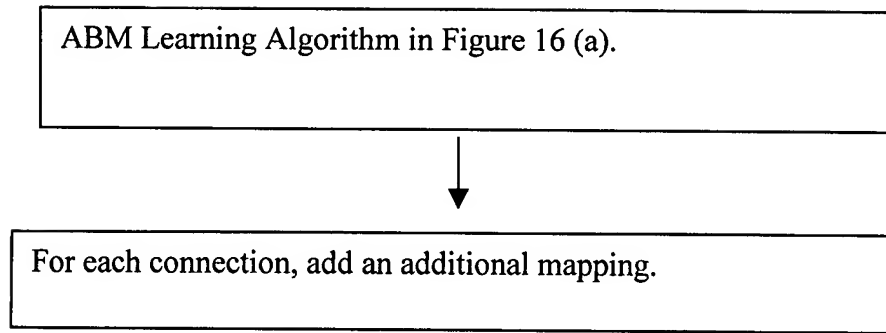 ABM Learning Algorithm in Figure 16 (a).
For each connection, add an additional mapping.